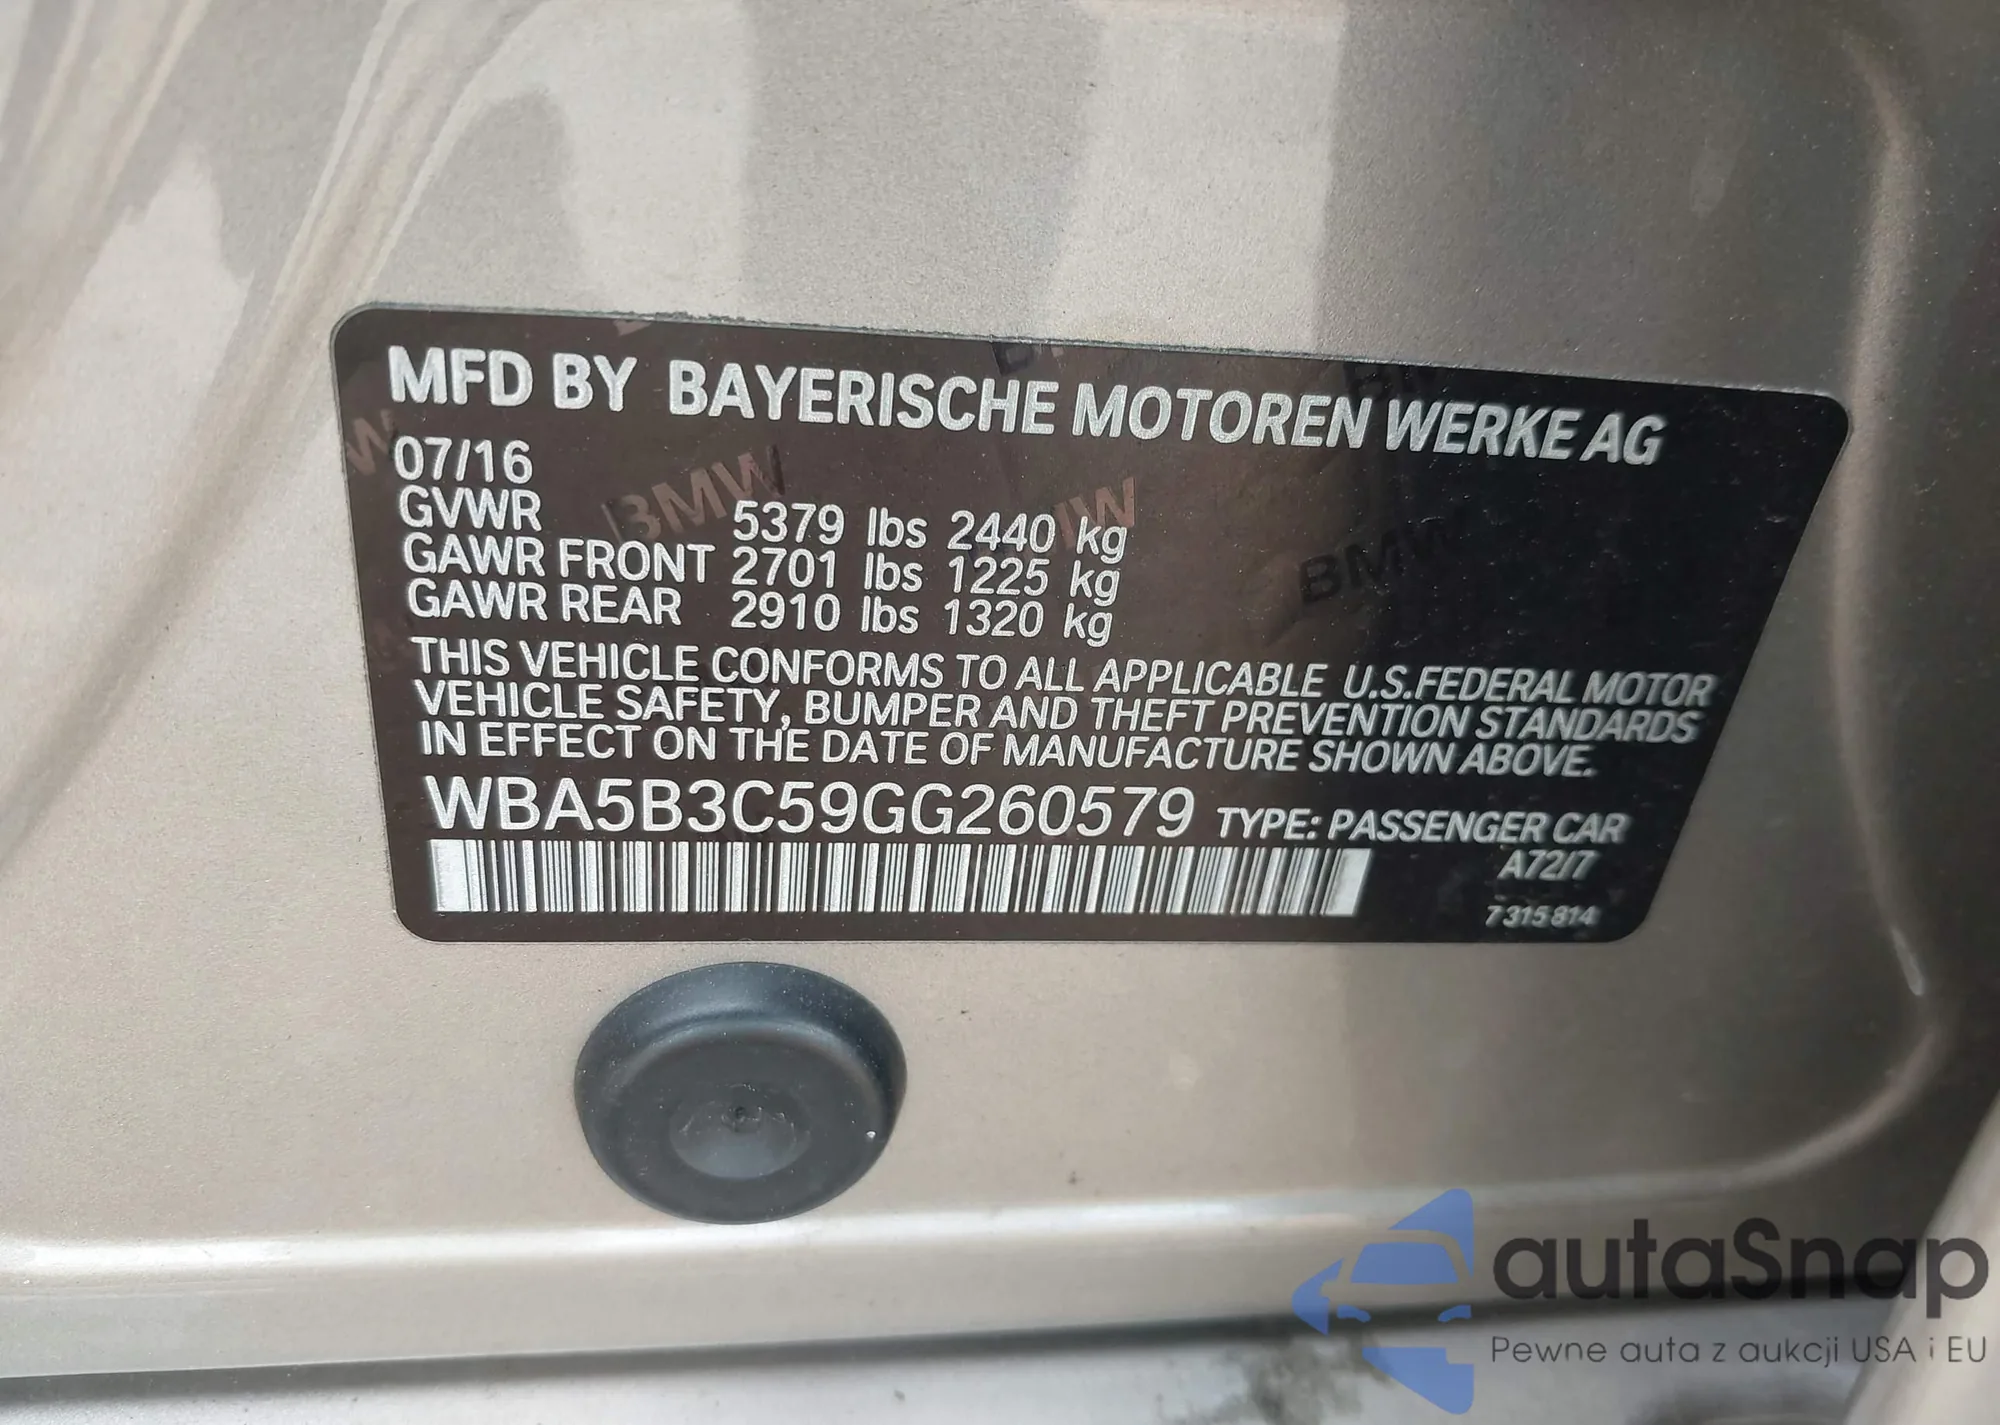 MFD BY BAYERISCHE MOTOREN WERKE AG
07/16
GVWR 5379 lbs 2440 kg
GAWR FRONT 2701 lbs 1225 kg
GAWR REAR 2910 lbs 1320 kg
THIS VEHICLE CONFORMS TO ALL APPLICABLE U.S.FEDERAL MOTOR
VEHICLE SAFETY, BUMPER AND THEFT PREVENTION STANDARDS
IN EFFECT ON THE DATE OF MANUFACTURE SHOWN ABOVE.
WBA5B3C59GG260579 TYPE: PASSENGER CAR
A72/7
7 315 814
BMW
BMW
autaSnap
Pewne auta z aukcji USA i EU